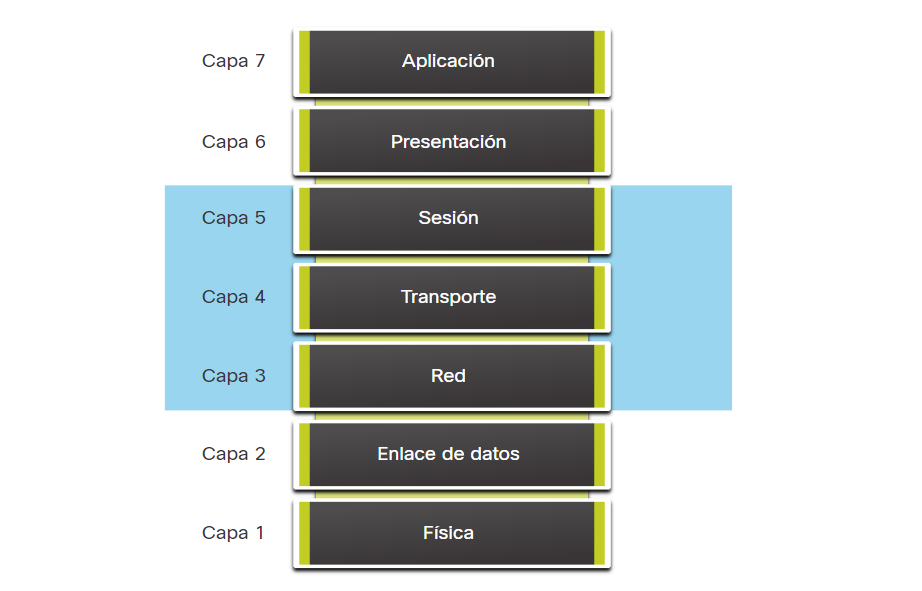 Capa 7 Aplicación
Capa 6 Presentación
Capa 5 Sesión
Capa 4 Transporte
Capa 3 Red
Capa 2 Enlace de datos
Capa 1 Física